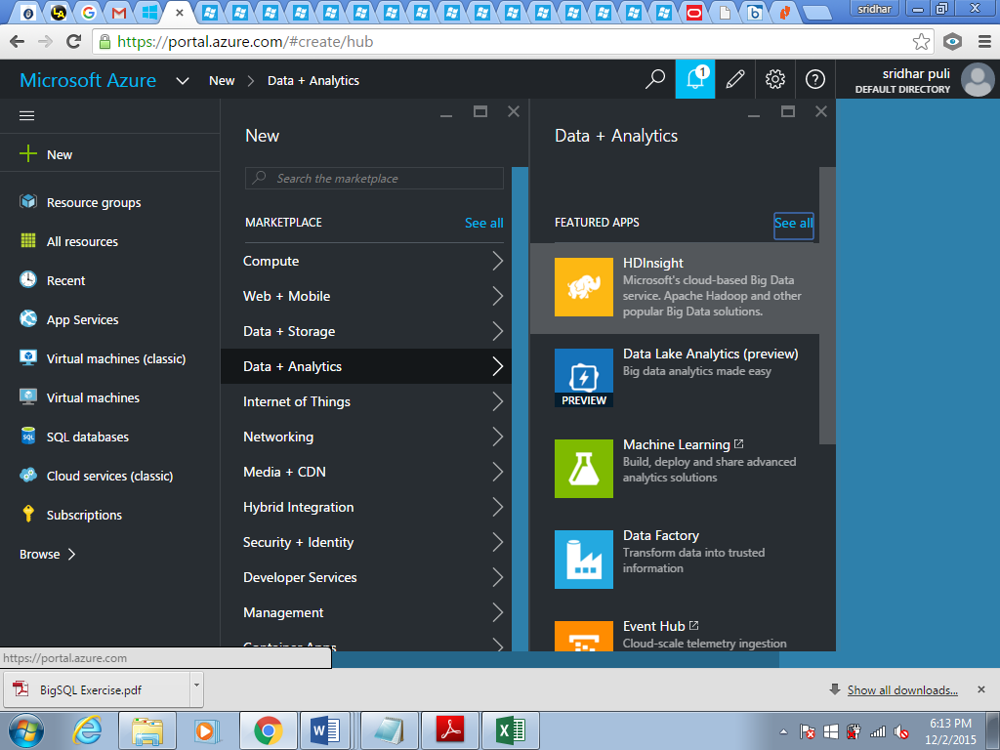 sridhar
https://portal.azure.com/#create/hub
Microsoft Azure
New
Data + Analytics
1
sridhar puli
DEFAULT DIRECTORY
New
Resource groups
All resources
Recent
App Services
Virtual machines (classic)
Virtual machines
SQL
SQL databases
Cloud services (classic)
Subscriptions
Browse
New
Search the marketplace
MARKETPLACE
See all
Compute
Web + Mobile
Data + Storage
Data + Analytics
Internet of Things
Networking
Media + CDN
Hybrid Integration
Security + Identity
Developer Services
Management
Container Apps
Data + Analytics
FEATURED APPS
See all
HDInsight
Microsoft's cloud-based Big Data
service. Apache Hadoop and other
popular Big Data solutions.
Data Lake Analytics (preview)
Big data analytics made easy
PREVIEW
Machine Learning
Build, deploy and share advanced
analytics solutions
Data Factory
Transform data into trusted
information
Event Hub
Cloud-scale telemetry ingestion
https://portal.azure.com
BigSQL Exercise.pdf
Show all downloads...
6:13 PM
12/2/2015